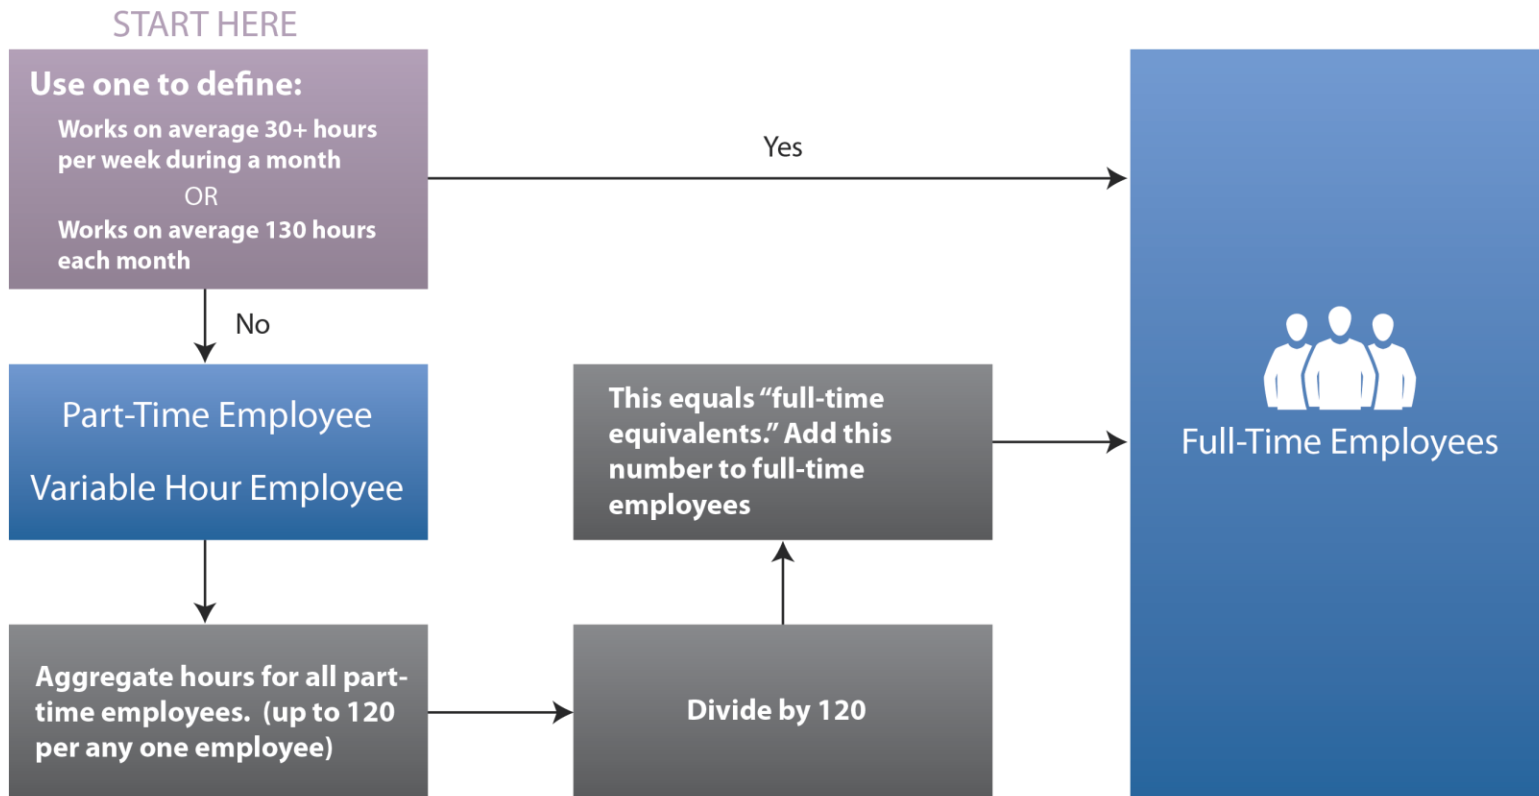 START HERE
Use one to define:
Works on average 30+ hours
per week during a month
OR
Works on average 130 hours
each month
Yes
No
Part-Time Employee
Variable Hour Employee
This equals “full-time
equivalents.” Add this
number to full-time
employees
Full-Time Employees
Aggregate hours for all part-
time employees.  (up to 120
per any one employee)
Divide by 120